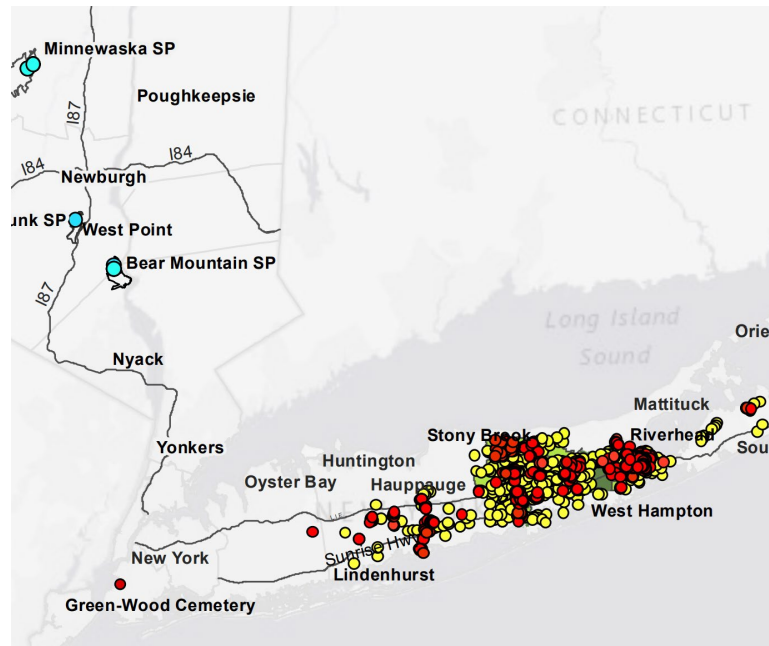 Minnewaska SP
Poughkeepsie
CONNECTICUT
I87
I84
I84
Newburgh
unk SP
West Point
Bear Mountain SP
I87
Long Island
Sound
Orie
Nyack
Mattituck
Stony Brook
Riverhead
Sou
Yonkers
Huntington
Oyster Bay
Hauppauge
West Hampton
New York
Sunrise Hwy
Lindenhurst
Green-Wood Cemetery